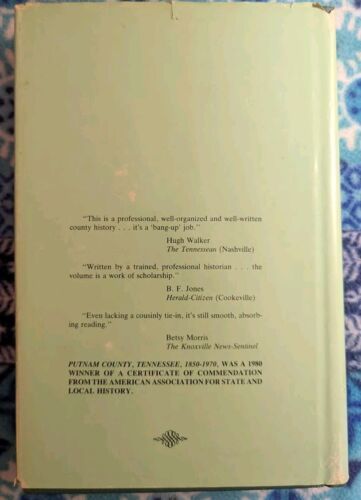 "This is a professional, well-organized and well-written
county history . . . it's a 'bang-up' job."
Hugh Walker
The Tennessean (Nashville)
"Written by a trained, professional historian . . . the
volume is a work of scholarship."
B. F. Jones
Herald-Citizen (Cookeville)
"Even lacking a cousinly tie-in, it's still smooth, absorb-
ing reading."
Betsy Morris
The Knoxville News-Sentinel
PUTNAM COUNTY, TENNESSEE, 1850-1970, WAS A 1980
WINNER OF A CERTIFICATE OF COMMENDATION
FROM THE AMERICAN ASSOCIATION FOR STATE AND
LOCAL HISTORY.